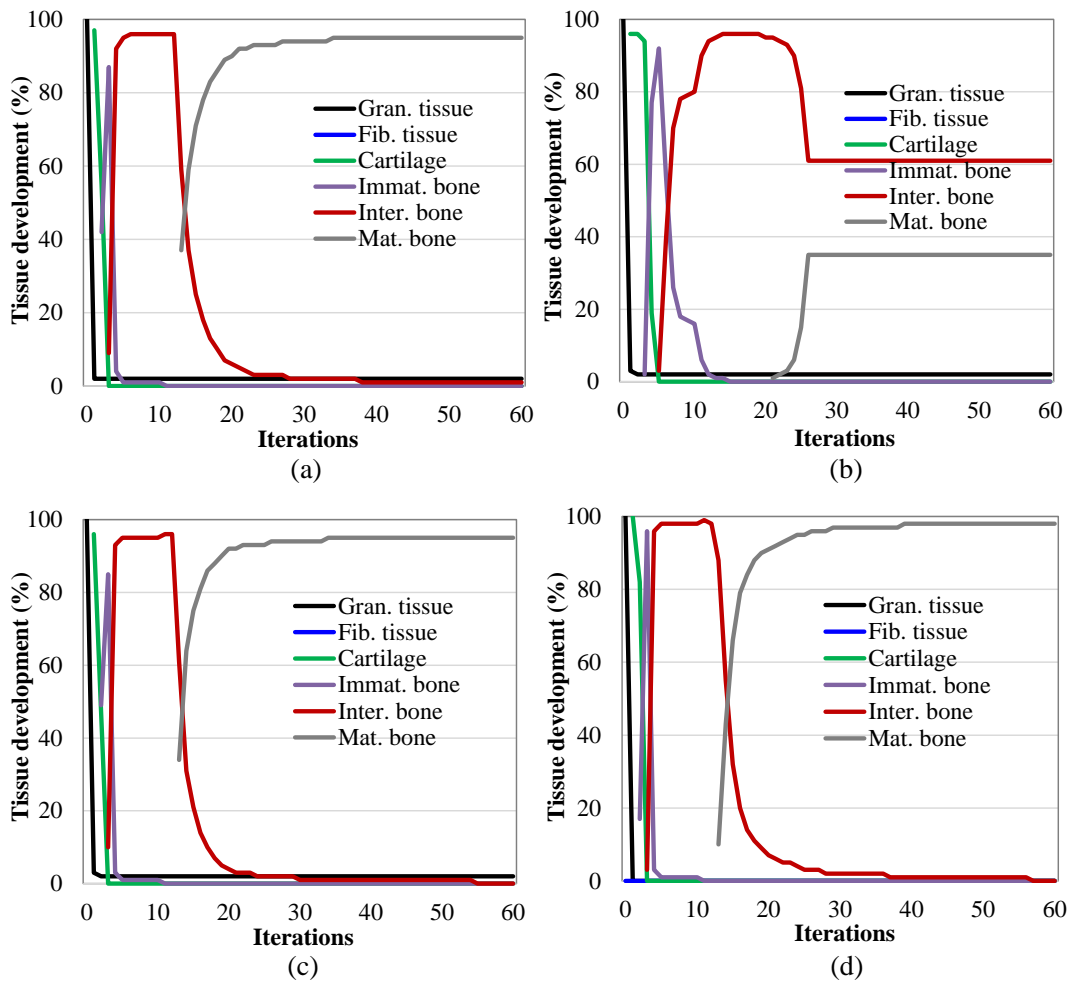 100
80
60
40
20
0
Tissue development (%)
Gran. tissue
Fib. tissue
Cartilage
Immat. bone
Inter. bone
Mat. bone
0 10 20 30 40 50 60
Iterations
(a)
100
80
60
40
20
0
Tissue development (%)
Gran. tissue
Fib. tissue
Cartilage
Immat. bone
Inter. bone
Mat. bone
0 10 20 30 40 50 60
Iterations
(b)
100
80
60
40
20
0
Tissue development (%)
Gran. tissue
Fib. tissue
Cartilage
Immat. bone
Inter. bone
Mat. bone
0 10 20 30 40 50 60
Iterations
(c)
100
80
60
40
20
0
Tissue development (%)
Gran. tissue
Fib. tissue
Cartilage
Immat. bone
Inter. bone
Mat. bone
0 10 20 30 40 50 60
Iterations
(d)